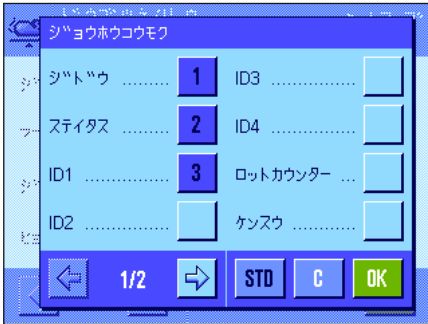 ジョウホウコウモク
ジドウ ......... 1
ステイタス .......... 2
ID1 ................ 3
ID2 ................
ID3 ................
ID4 ................
ロットカウンター ...
ケンスウ ............
1/2
STD
C
OK